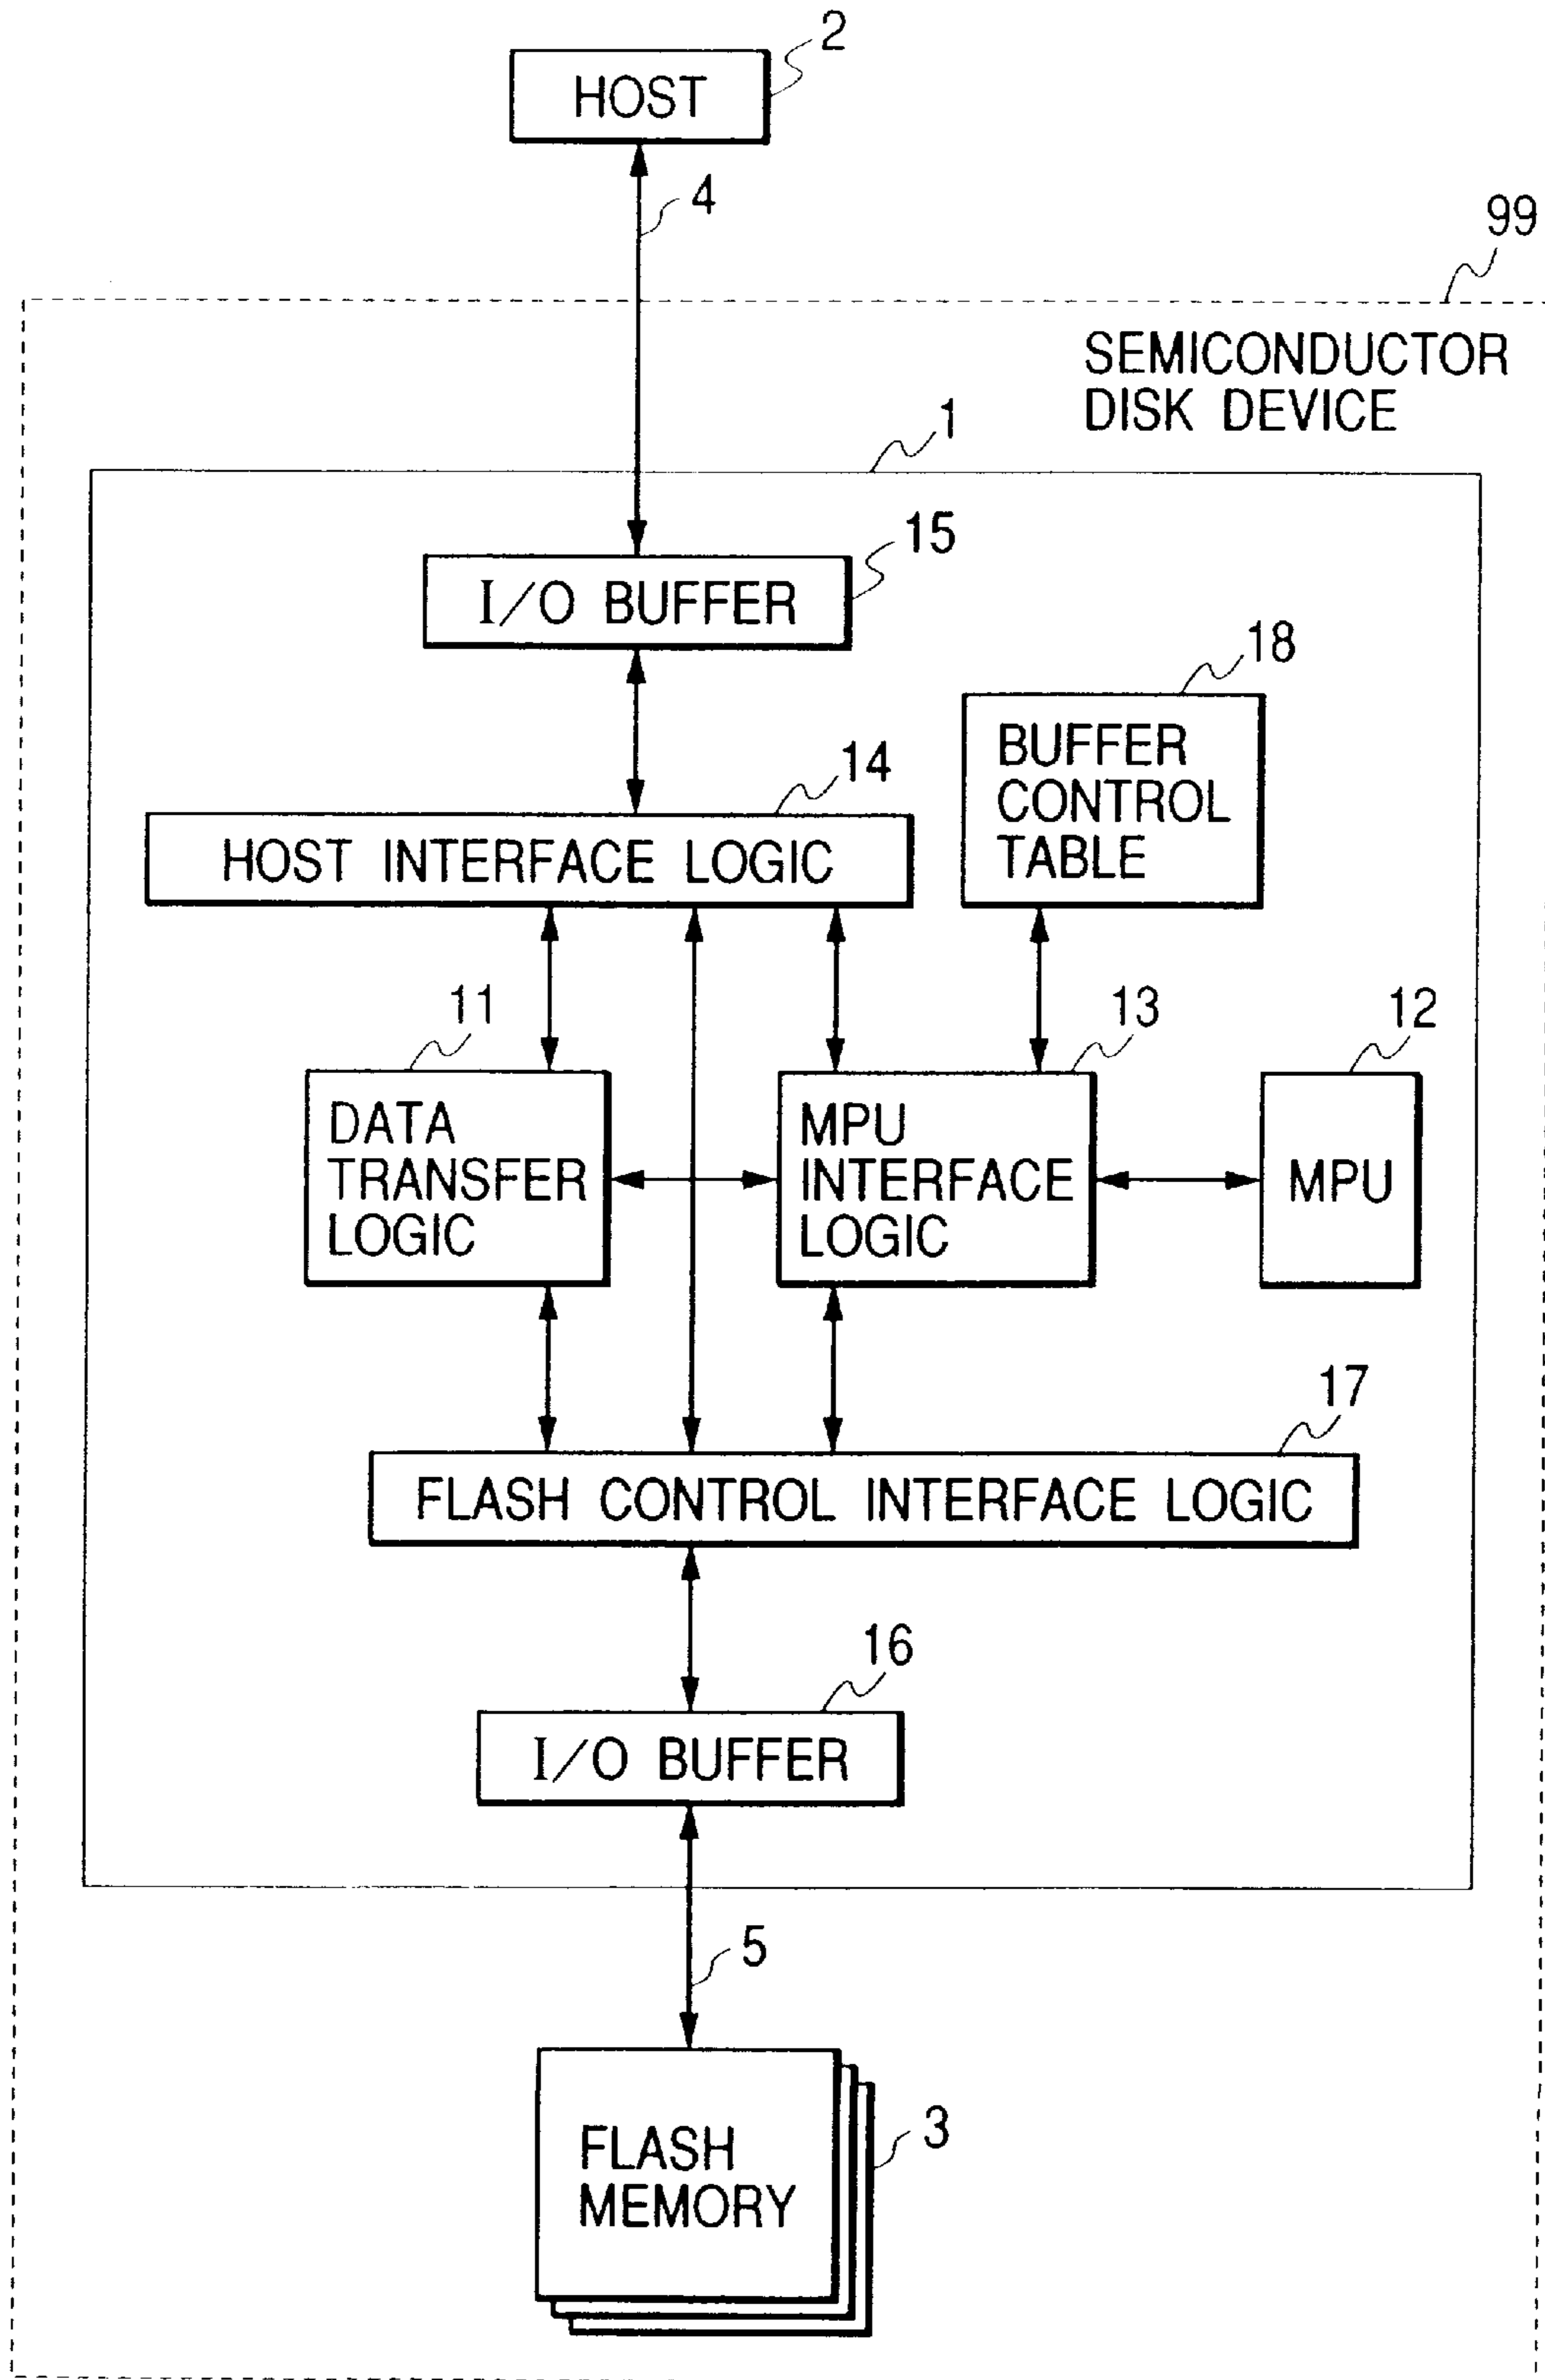 2
HOST
4
99
SEMICONDUCTOR
DISK DEVICE
1
15
I/O BUFFER
18
BUFFER
CONTROL
TABLE
14
HOST INTERFACE LOGIC
11
13
12
DATA
TRANSFER
LOGIC
MPU
INTERFACE
LOGIC
MPU
17
FLASH CONTROL INTERFACE LOGIC
16
I/O BUFFER
5
3
FLASH
MEMORY